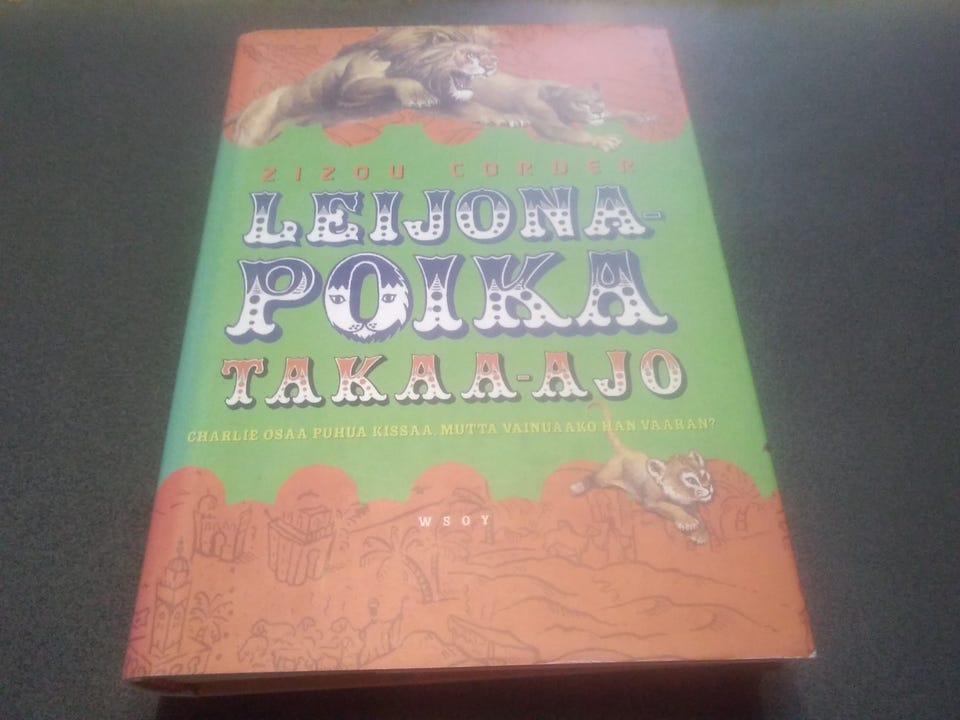 ZIZOU CORDER
LEIJONA-
POIKA
TAKAA-AJO
CHARLIE OSAA PUHUA KISSAA. MUTTA VAINUAAKO HÄN VAARAN?
WSOY